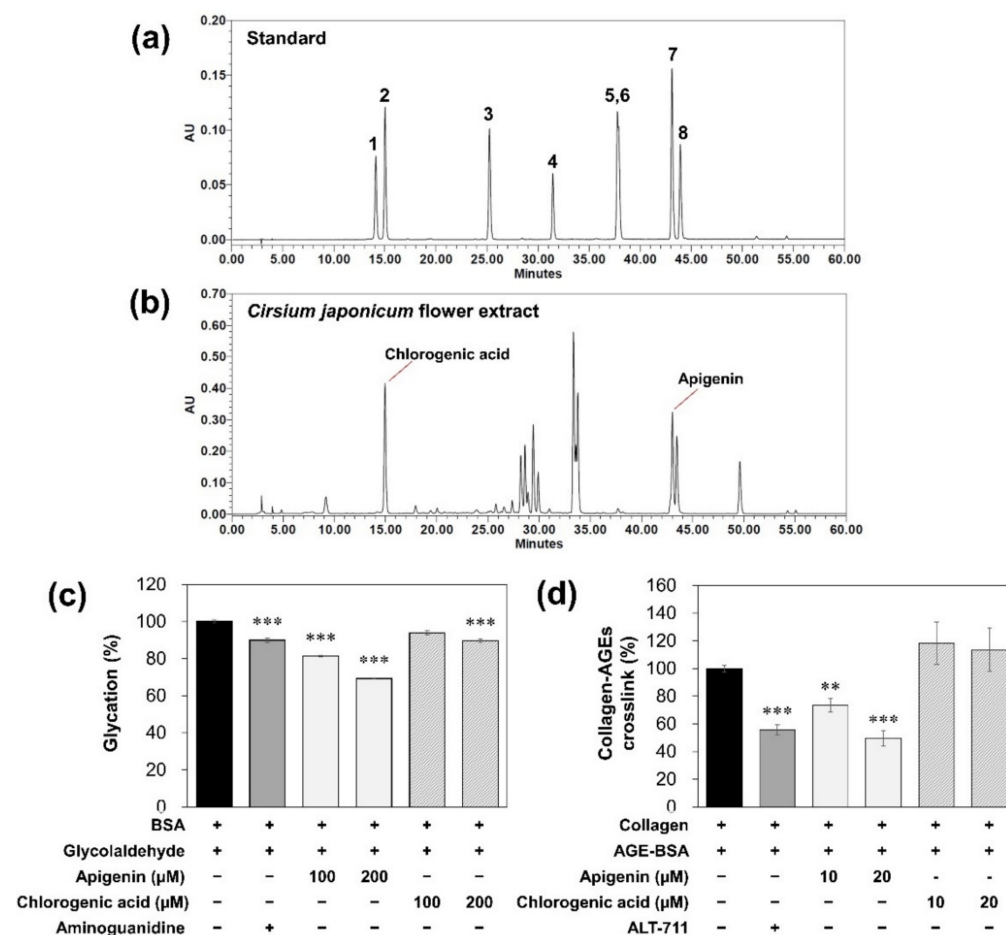 (a)
Standard
AU
0.20
0.15
0.10
0.05
0.00
1
2
3
4
5,6
7
8
0.00 5.00 10.00 15.00 20.00 25.00 30.00 35.00 40.00 45.00 50.00 55.00 60.00
Minutes
(b)
Cirsium japonicum flower extract
AU
0.70
0.60
0.50
0.40
0.30
0.20
0.10
0.00
Chlorogenic acid
Apigenin
0.00 5.00 10.00 15.00 20.00 25.00 30.00 35.00 40.00 45.00 50.00 55.00 60.00
Minutes
(c)
Glycation (%)
120
100
80
60
40
20
0
*** *** *** ***
BSA + + + + + +
Glycolaldehyde + + + + + +
Apigenin (μM) – – 100 200 – –
Chlorogenic acid (μM) – – – – 100 200
Aminoguanidine – + – – – –
(d)
Collagen-AGEs
crosslink (%)
160
140
120
100
80
60
40
20
0
*** ** ***
Collagen + + + + + +
AGE-BSA + + + + + +
Apigenin (μM) – – 10 20 - -
Chlorogenic acid (μM) – – – – 10 20
ALT-711 – + – – – –